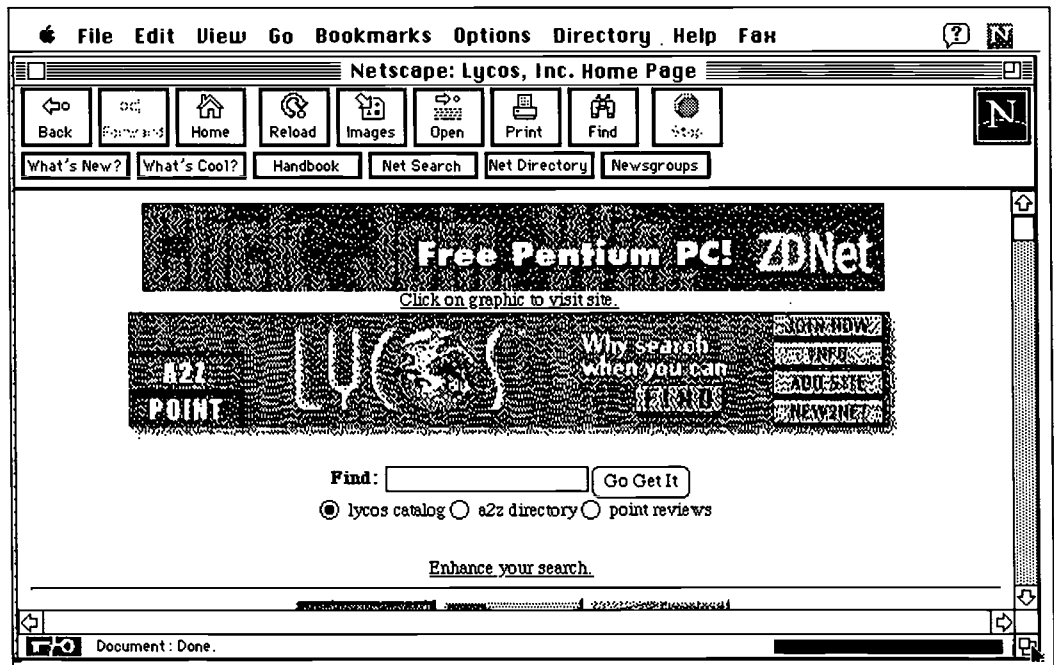 File Edit View Go Bookmarks Options Directory Help Fax ? N
Netscape: Lycos, Inc. Home Page
Back Forward Home Reload Images Open Print Find Stop N
What's New? What's Cool? Handbook Net Search Net Directory Newsgroups
Free Pentium PC! ZDNet
Click on graphic to visit site.
A2Z
POINT
LYCOS
Why search
when you can
FIND
JOIN NOW
INFO
ADD SITE
NEW2NET
Find: Go Get It
lycos catalog a2z directory point reviews
Enhance your search.
Document: Done.